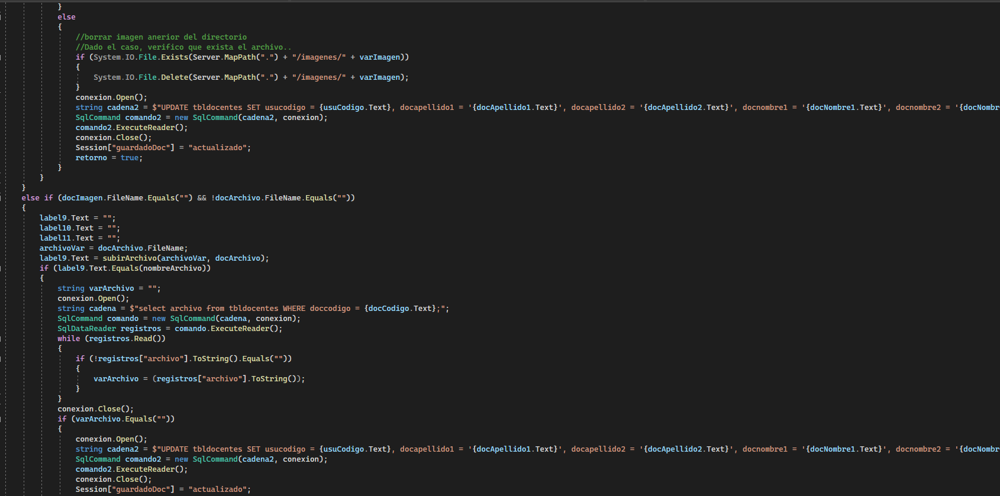 }
else
{
//borrar imagen anerior del directorio
//Dado el caso, verifico que exista el archivo..
if (System.IO.File.Exists(Server.MapPath(".") + "/imagenes/" + varImagen))
{
System.IO.File.Delete(Server.MapPath(".") + "/imagenes/" + varImagen);
}
conexion.Open();
string cadena2 = $"UPDATE tbldocentes SET usucodigo = {usuCodigo.Text}, docapellido1 = '{docApellido1.Text}', docapellido2 = '{docApellido2.Text}', docnombre1 = '{docNombre1.Text}', docnombre2 = '{docNombr
SqlCommand comando2 = new SqlCommand(cadena2, conexion);
comando2.ExecuteReader();
conexion.Close();
Session["guardadoDoc"] = "actualizado";
retorno = true;
}
}
}
else if (docImagen.FileName.Equals("") && !docArchivo.FileName.Equals(""))
{
label9.Text = "";
label10.Text = "";
label11.Text = "";
archivoVar = docArchivo.FileName;
label9.Text = subirArchivo(archivoVar, docArchivo);
if (label9.Text.Equals(nombreArchivo))
{
string varArchivo = "";
conexion.Open();
string cadena = $"select archivo from tbldocentes WHERE doccodigo = {docCodigo.Text};";
SqlCommand comando = new SqlCommand(cadena, conexion);
SqlDataReader registros = comando.ExecuteReader();
while (registros.Read())
{
if (!registros["archivo"].ToString().Equals(""))
{
varArchivo = (registros["archivo"].ToString());
}
}
conexion.Close();
if (varArchivo.Equals(""))
{
conexion.Open();
string cadena2 = $"UPDATE tbldocentes SET usucodigo = {usuCodigo.Text}, docapellido1 = '{docApellido1.Text}', docapellido2 = '{docApellido2.Text}', docnombre1 = '{docNombre1.Text}', docnombre2 = '{docNombr
SqlCommand comando2 = new SqlCommand(cadena2, conexion);
comando2.ExecuteReader();
conexion.Close();
Session["guardadoDoc"] = "actualizado";